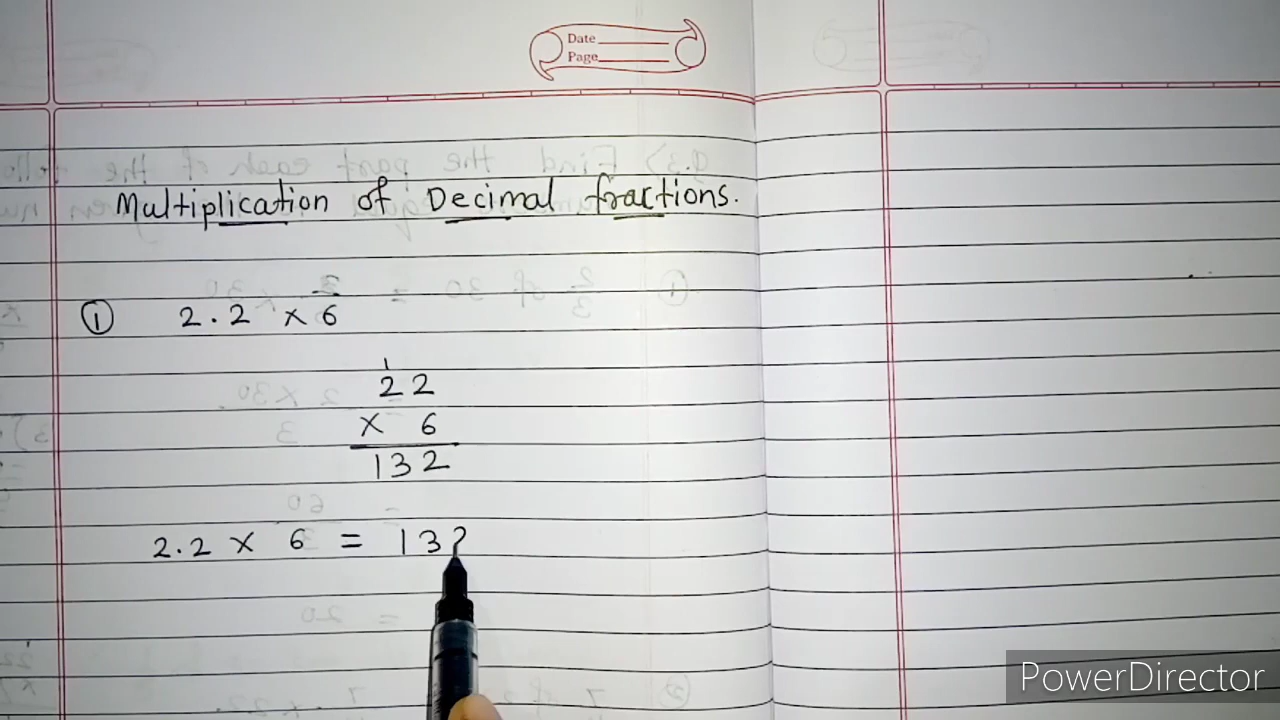 Date
Page
Multiplication of Decimal fractions.
① 2.2 × 6
1
22
× 6
132
2.2 × 6 = 132
PowerDirector